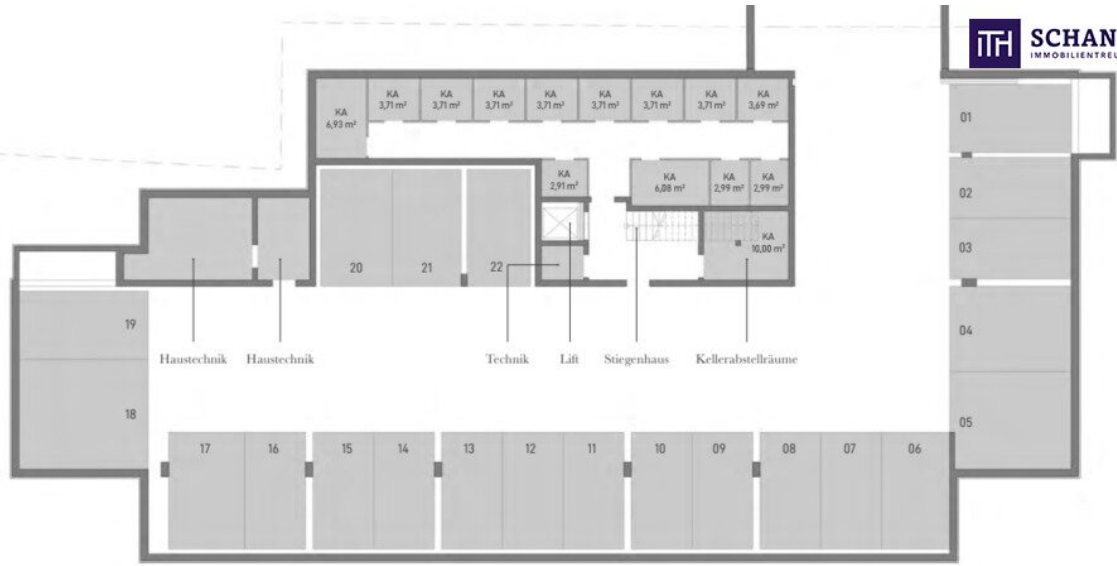 ITH SCHAN
IMMOBILIENTREU
KA
6,93 m²
KA
3,71 m²
KA
3,71 m²
KA
3,71 m²
KA
3,71 m²
KA
3,71 m²
KA
3,71 m²
KA
3,71 m²
KA
3,69 m²
KA
2,91 m²
KA
6,08 m²
KA
2,99 m²
KA
2,99 m²
KA
10,00 m²
01
02
03
04
05
20
21
22
19
18
Haustechnik
Haustechnik
Technik
Lift
Stiegenhaus
Kellerabstellräume
17
16
15
14
13
12
11
10
09
08
07
06